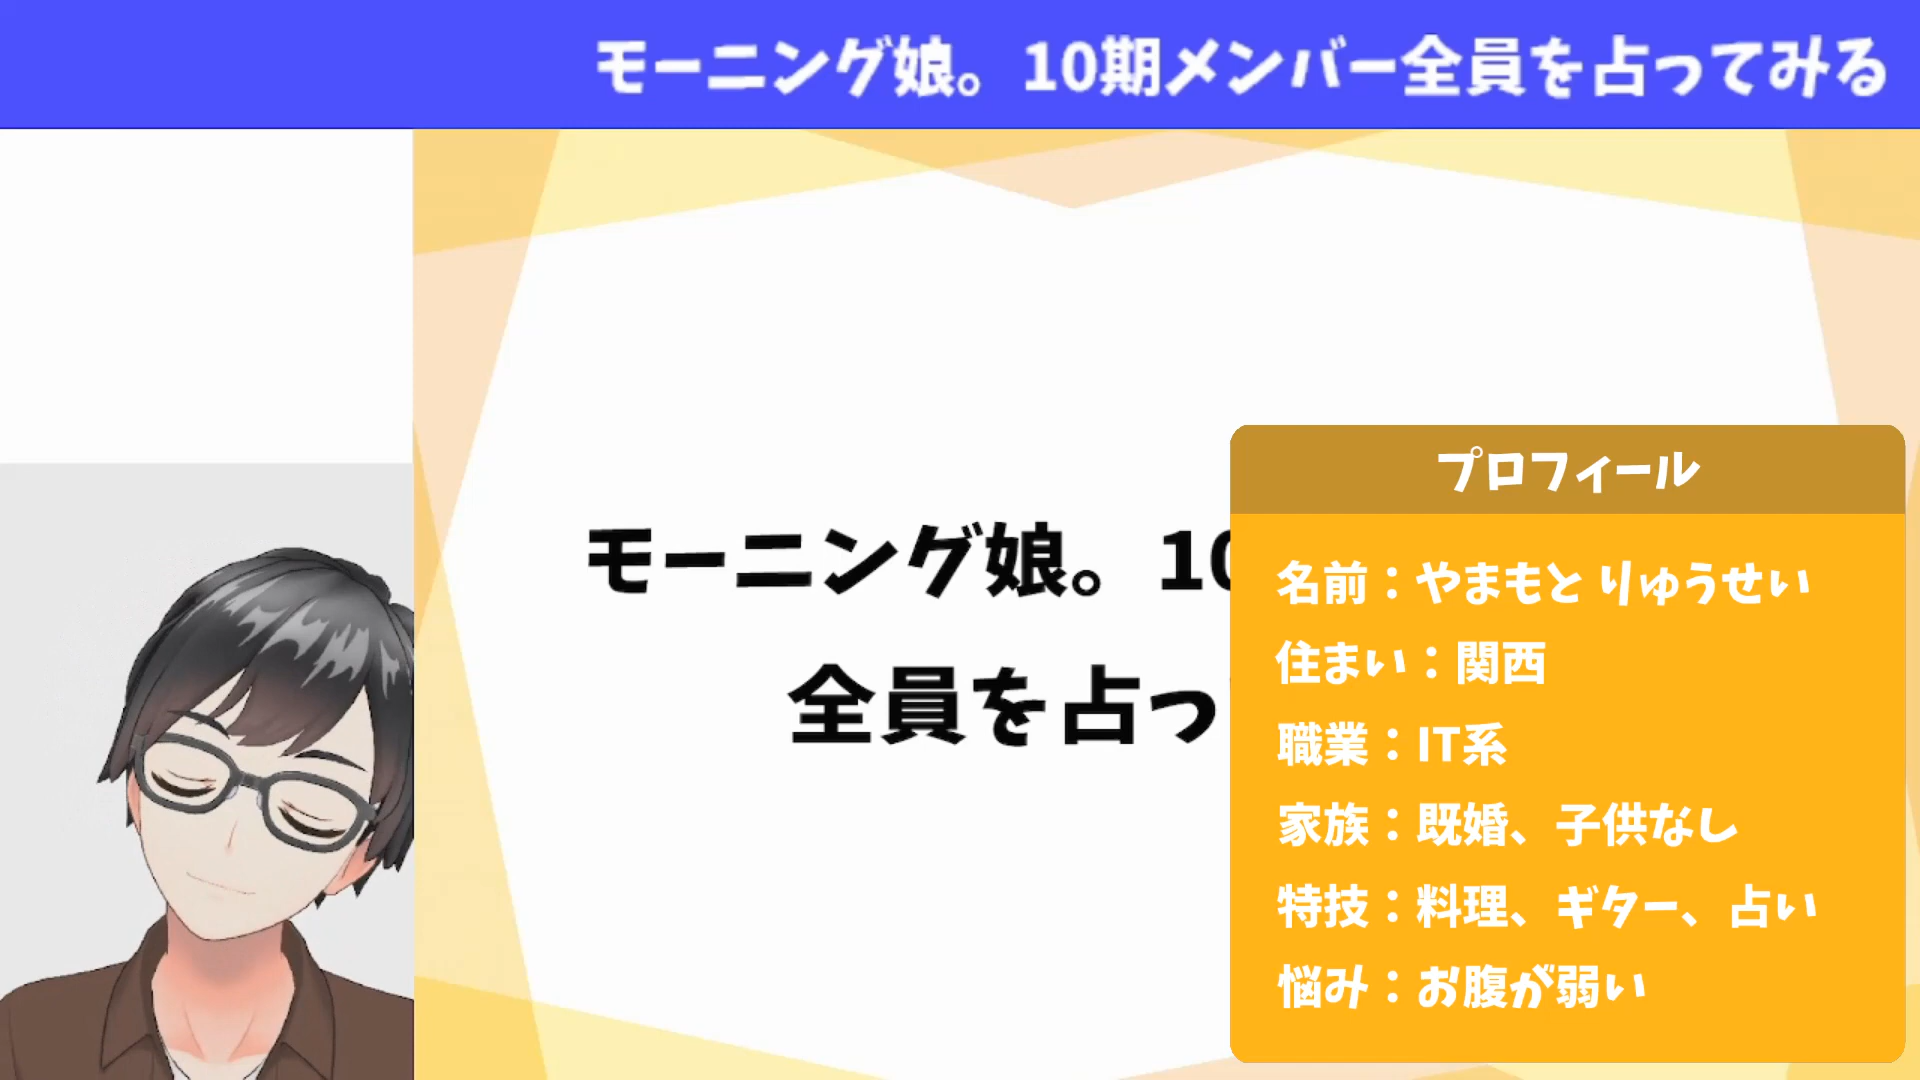 モーニング娘。10期メンバー全員を占ってみる
モーニング娘。10
全員を占っ
プロフィール
名前：やまもと りゅうせい
住まい：関西
職業：IT系
家族：既婚、子供なし
特技：料理、ギター、占い
悩み：お腹が弱い